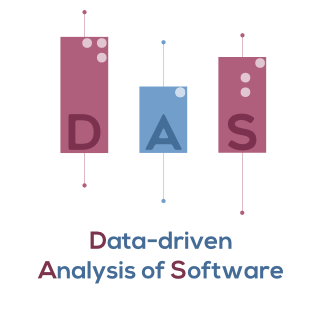 D A S
Data-driven
Analysis of Software